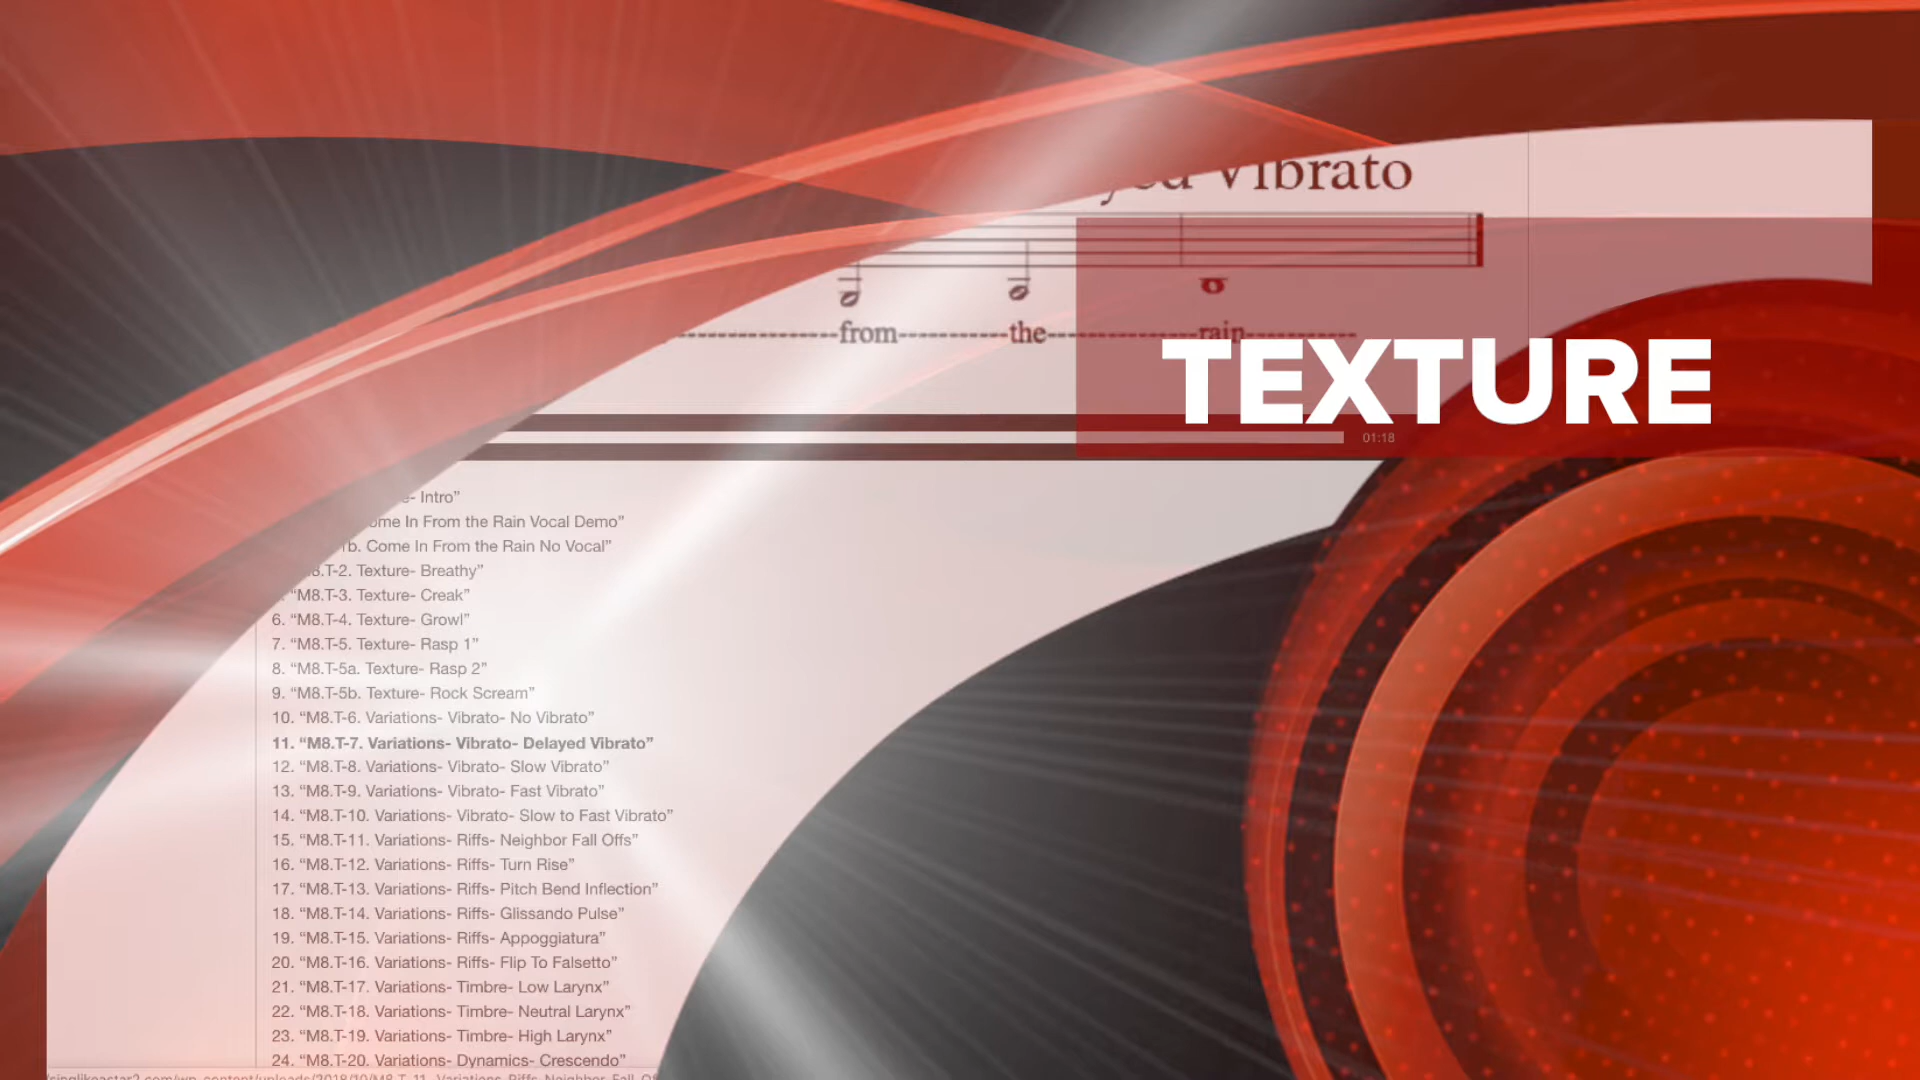 Vibrato
from----------the---------------rain-----------
TEXTURE
01:18
Intro”
ome In From the Rain Vocal Demo”
1b. Come In From the Rain No Vocal”
T-2. Texture- Breathy”
“M8.T-3. Texture- Creak”
6. “M8.T-4. Texture- Growl”
7. “M8.T-5. Texture- Rasp 1”
8. “M8.T-5a. Texture- Rasp 2”
9. “M8.T-5b. Texture- Rock Scream”
10. “M8.T-6. Variations- Vibrato- No Vibrato”
11. “M8.T-7. Variations- Vibrato- Delayed Vibrato”
12. “M8.T-8. Variations- Vibrato- Slow Vibrato”
13. “M8.T-9. Variations- Vibrato- Fast Vibrato”
14. “M8.T-10. Variations- Vibrato- Slow to Fast Vibrato”
15. “M8.T-11. Variations- Riffs- Neighbor Fall Offs”
16. “M8.T-12. Variations- Riffs- Turn Rise”
17. “M8.T-13. Variations- Riffs- Pitch Bend Inflection”
18. “M8.T-14. Variations- Riffs- Glissando Pulse”
19. “M8.T-15. Variations- Riffs- Appoggiatura”
20. “M8.T-16. Variations- Riffs- Flip To Falsetto”
21. “M8.T-17. Variations- Timbre- Low Larynx”
22. “M8.T-18. Variations- Timbre- Neutral Larynx”
23. “M8.T-19. Variations- Timbre- High Larynx”
24. “M8.T-20. Variations- Dynamics- Crescendo”